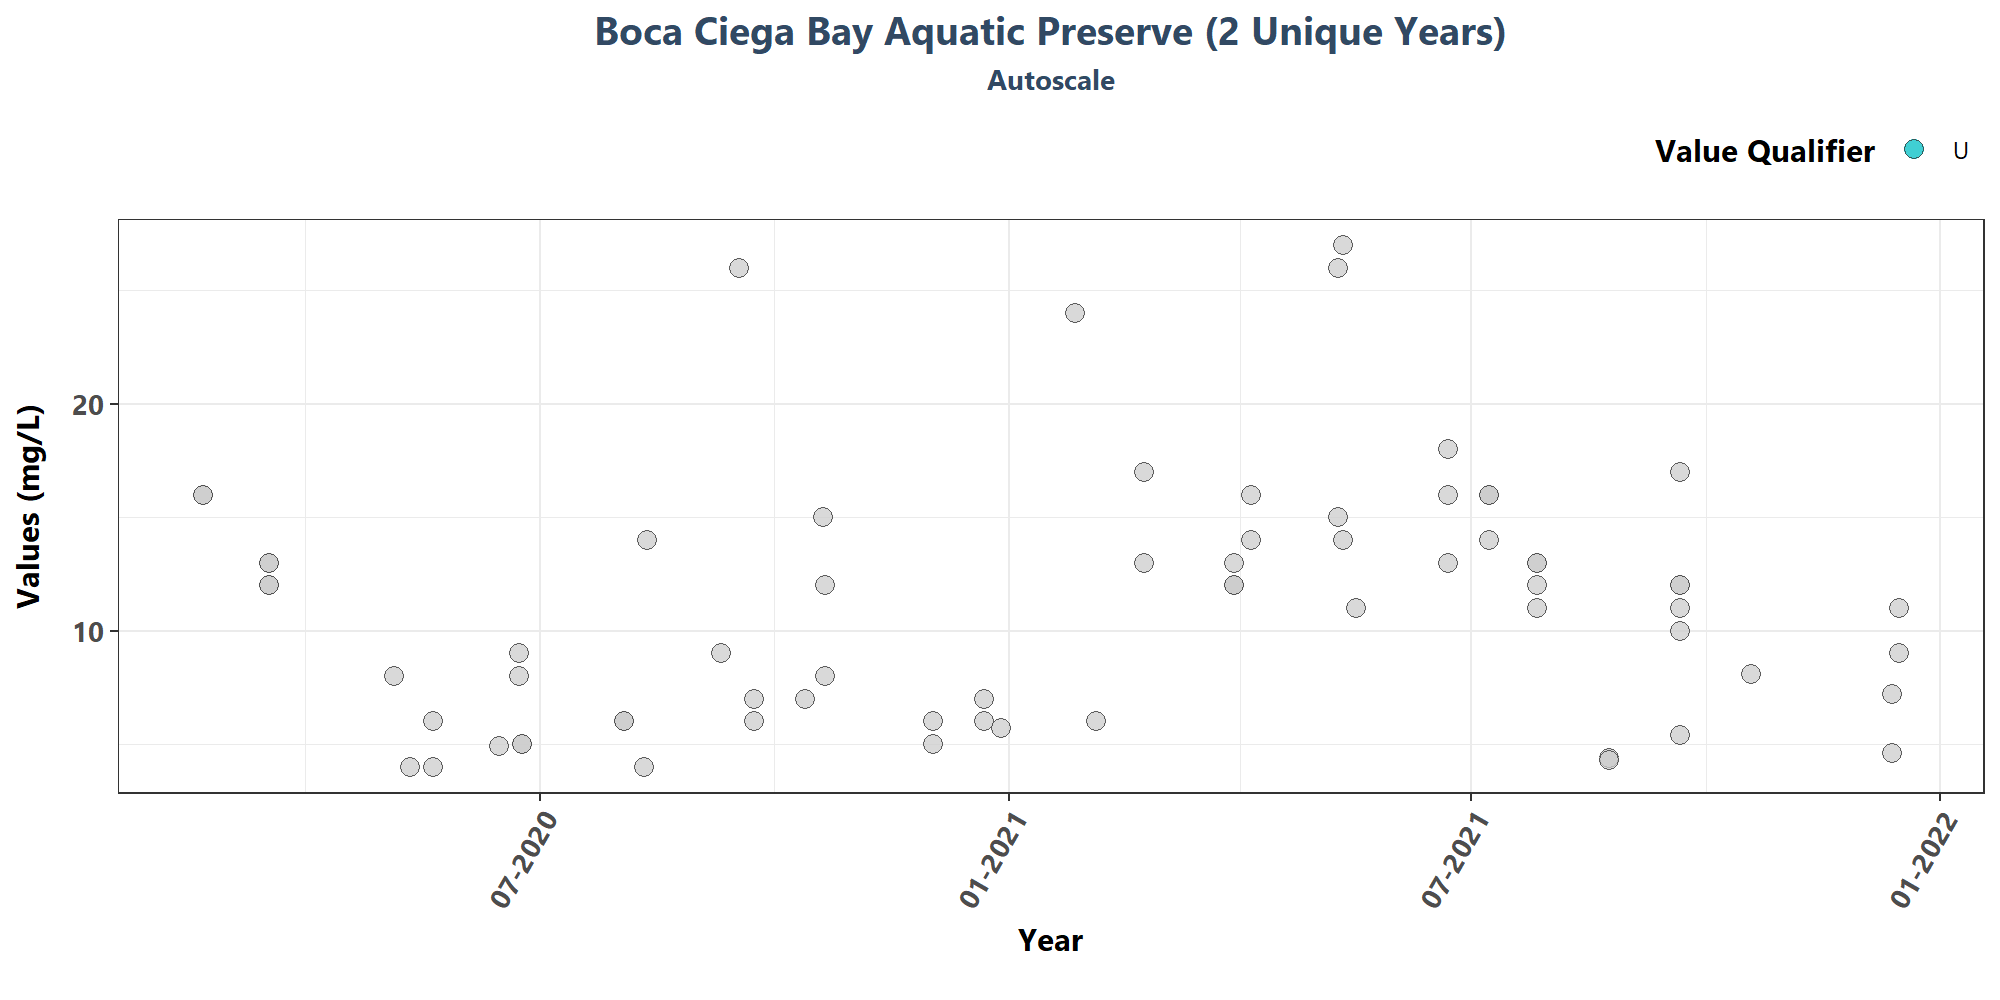 Boca Ciega Bay Aquatic Preserve (2 Unique Years)
Autoscale
Value Qualifier U
Values (mg/L)
20
10
07-2020 01-2021 07-2021 01-2022
Year